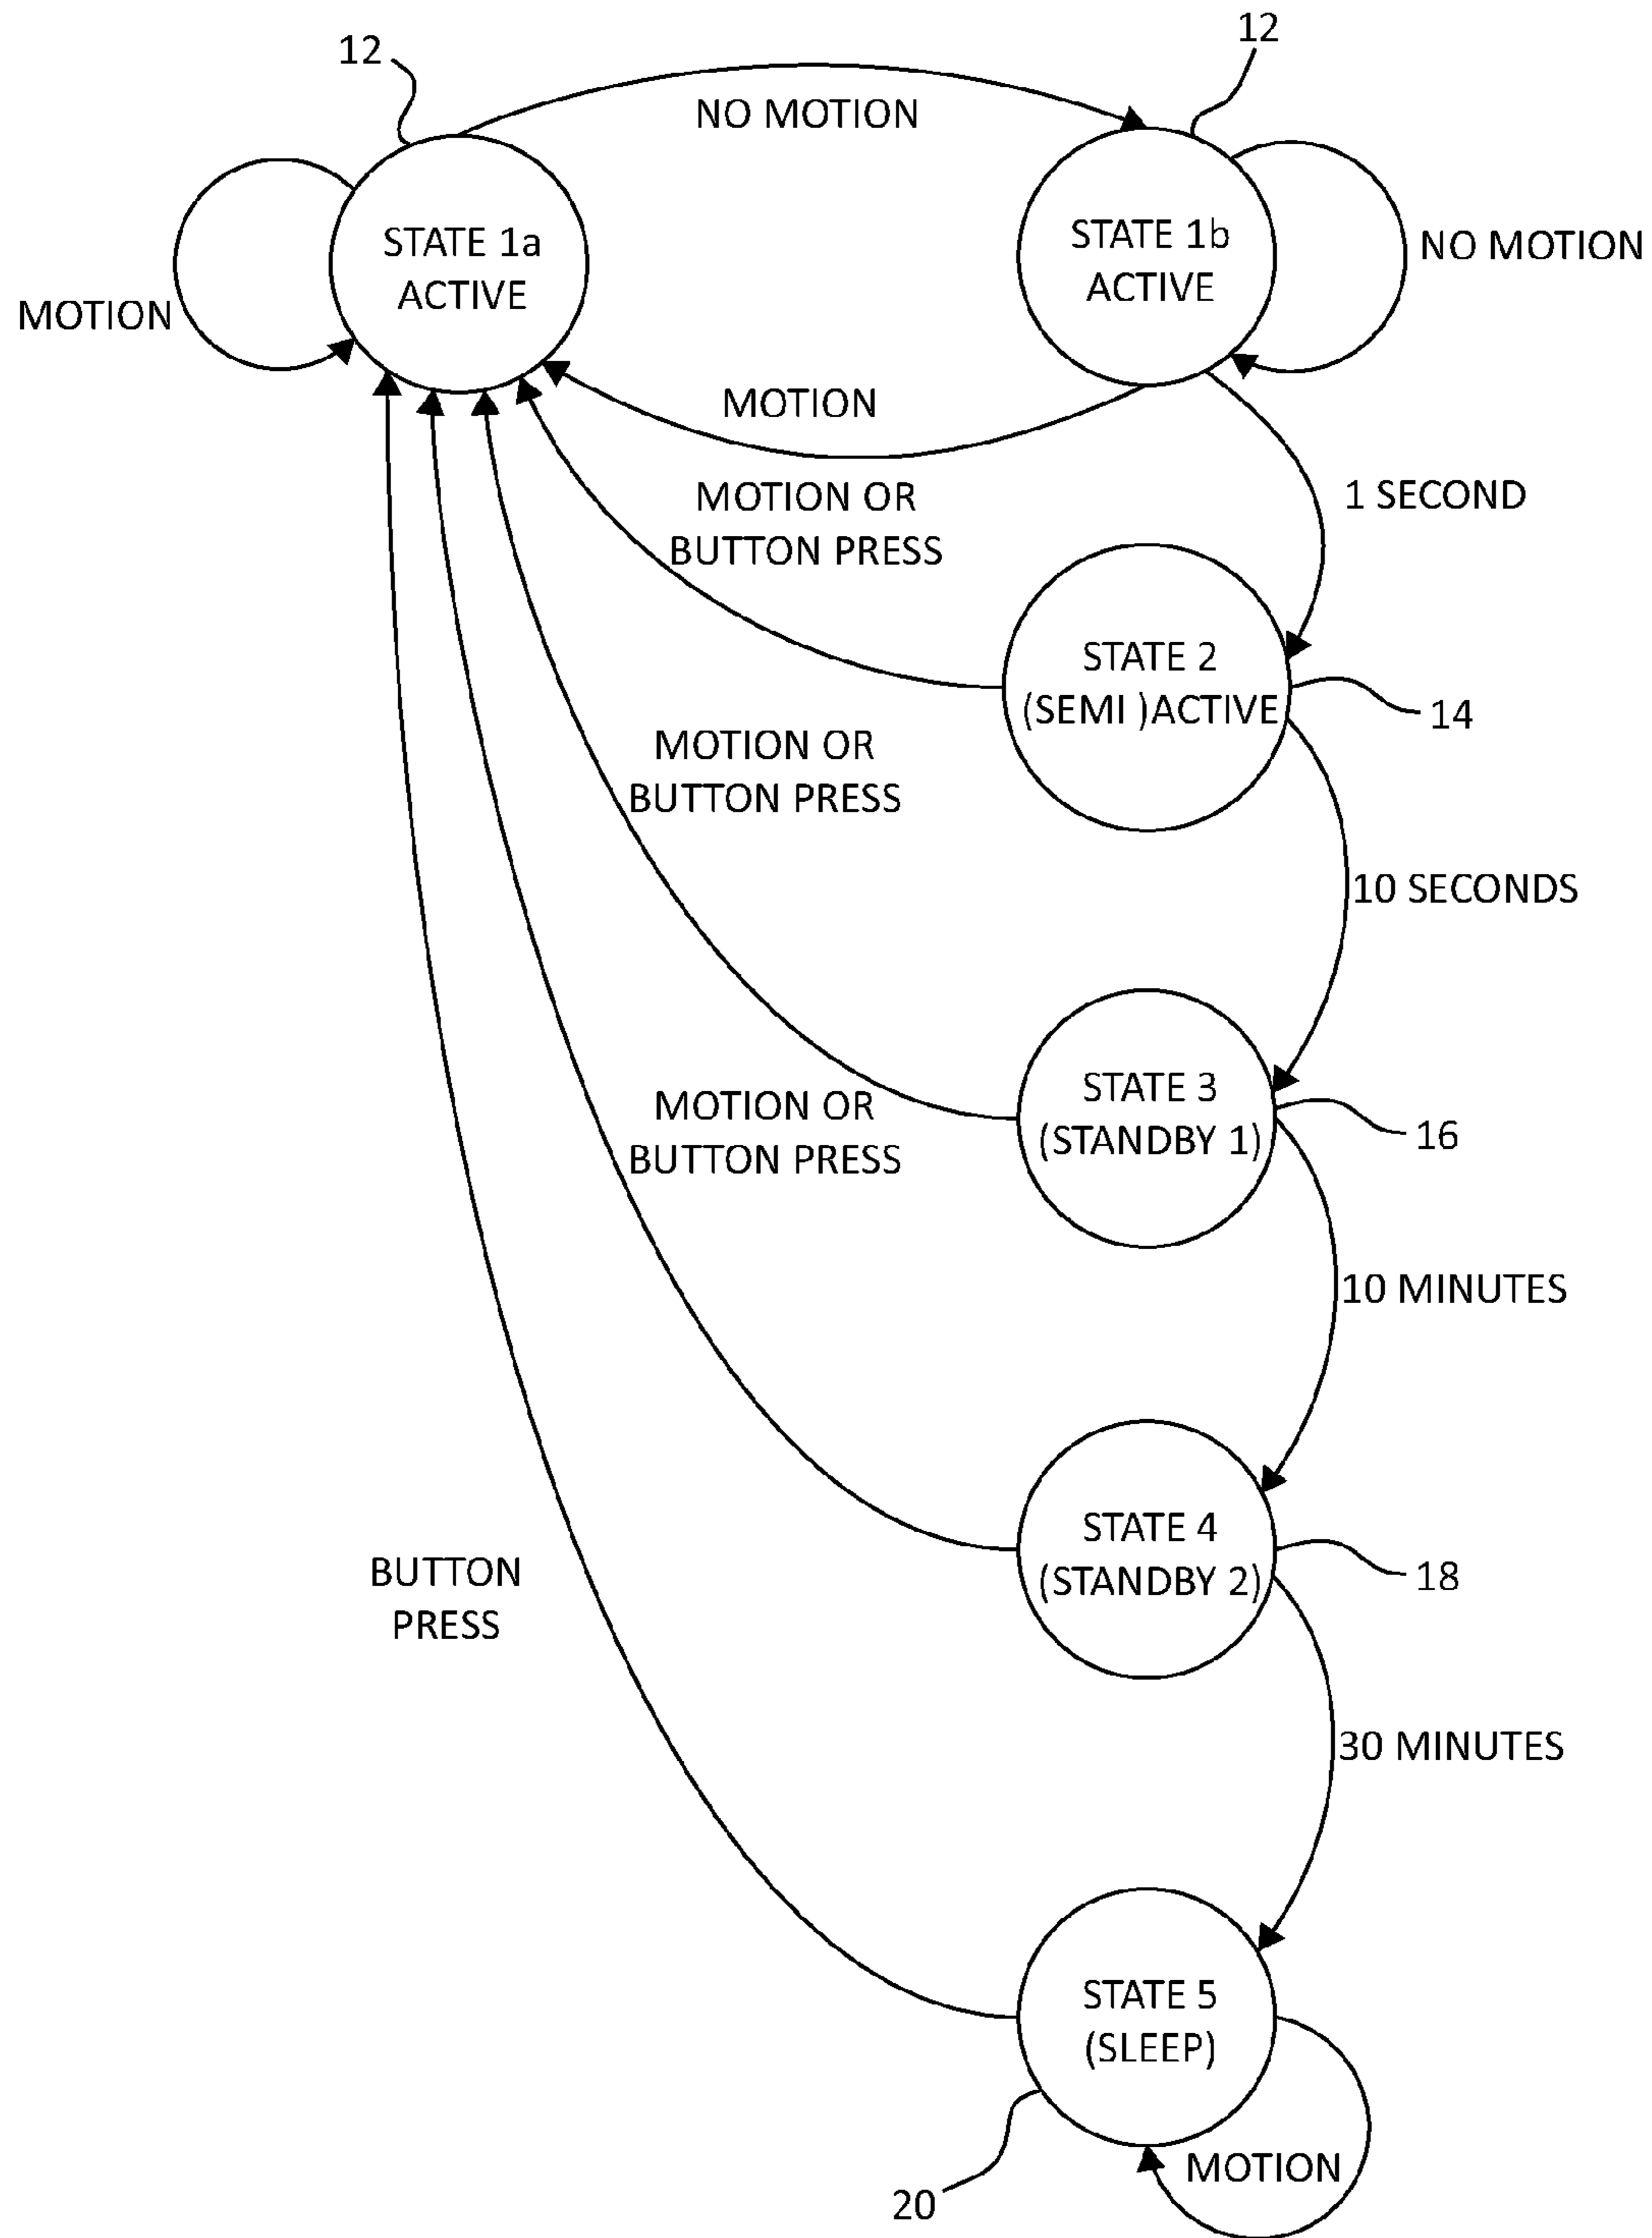 12
12
NO MOTION
STATE 1a
ACTIVE
STATE 1b
ACTIVE
NO MOTION
MOTION
MOTION
MOTION OR
BUTTON PRESS
1 SECOND
STATE 2
(SEMI )ACTIVE
14
MOTION OR
BUTTON PRESS
10 SECONDS
STATE 3
(STANDBY 1)
16
MOTION OR
BUTTON PRESS
10 MINUTES
STATE 4
(STANDBY 2)
18
BUTTON
PRESS
30 MINUTES
STATE 5
(SLEEP)
MOTION
20